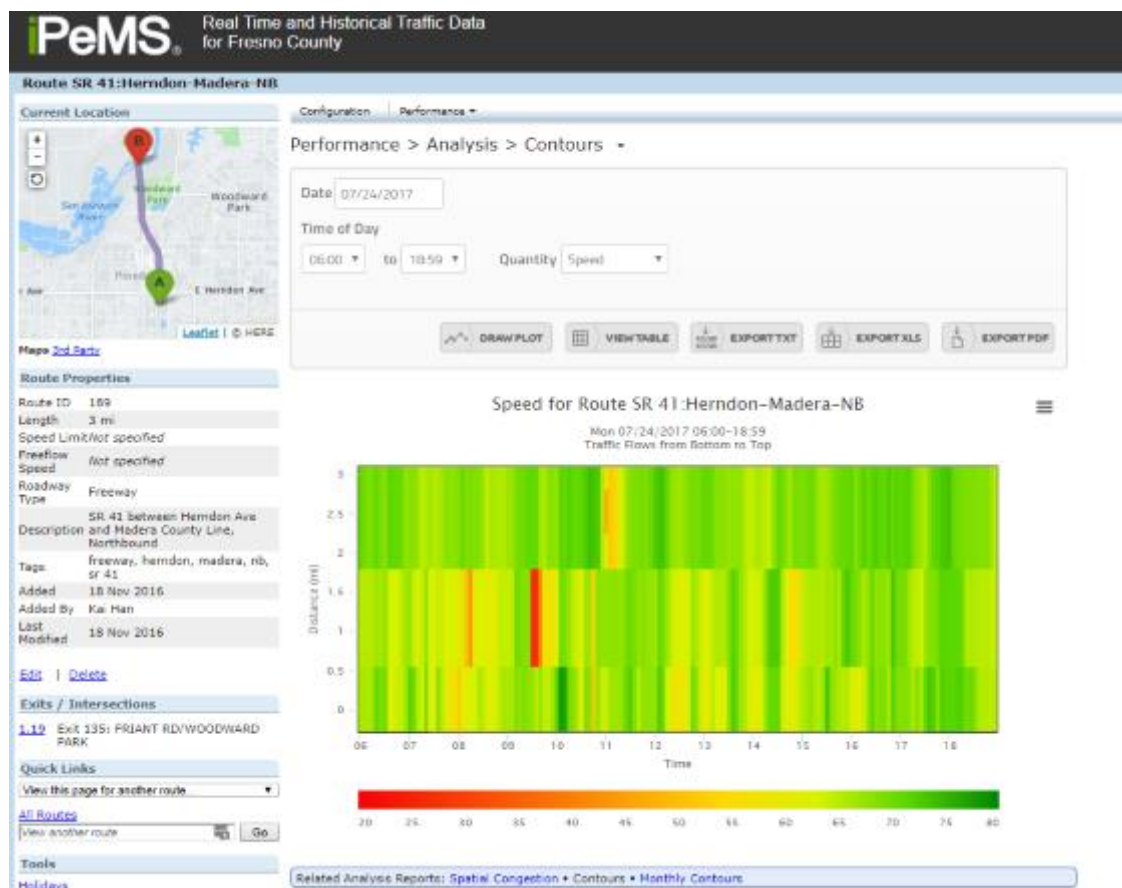 iPeMS® Real Time and Historical Traffic Data
for Fresno County
Route SR 41:Herndon-Madera-NB
Current Location
+
−
B
Woodward
Park
Woodward
Park
San Joaquin
River
A
E Herndon Ave
Ave
Leaflet | © HERE
Maps 3rd Party
Route Properties
Route ID 189
Length 3 mi
Speed Limit Not specified
Freeflow
Speed Not specified
Roadway
Type Freeway
Description SR 41 between Herndon Ave
and Madera County Line,
Northbound
Tags freeway, herndon, madera, nb,
sr 41
Added 18 Nov 2016
Added By Kai Han
Last
Modified 18 Nov 2016
Edit | Delete
Exits / Intersections
1.19 Exit 135: FRIANT RD/WOODWARD
PARK
Quick Links
View this page for another route
All Routes
View another route Go
Tools
Holidays
Configuration Performance
Performance > Analysis > Contours
Date 07/24/2017
Time of Day
06:00 to 18:59 Quantity Speed
DRAW PLOT VIEW TABLE EXPORT TXT EXPORT XLS EXPORT PDF
Speed for Route SR 41:Herndon-Madera-NB
Mon 07/24/2017 06:00-18:59
Traffic Flows from Bottom to Top
Distance (mi)
3
2.5
2
1.5
1
0.5
0
06 07 08 09 10 11 12 13 14 15 16 17 18
Time
20 25 30 35 40 45 50 55 60 65 70 75 80
Related Analysis Reports: Spatial Congestion • Contours • Monthly Contours